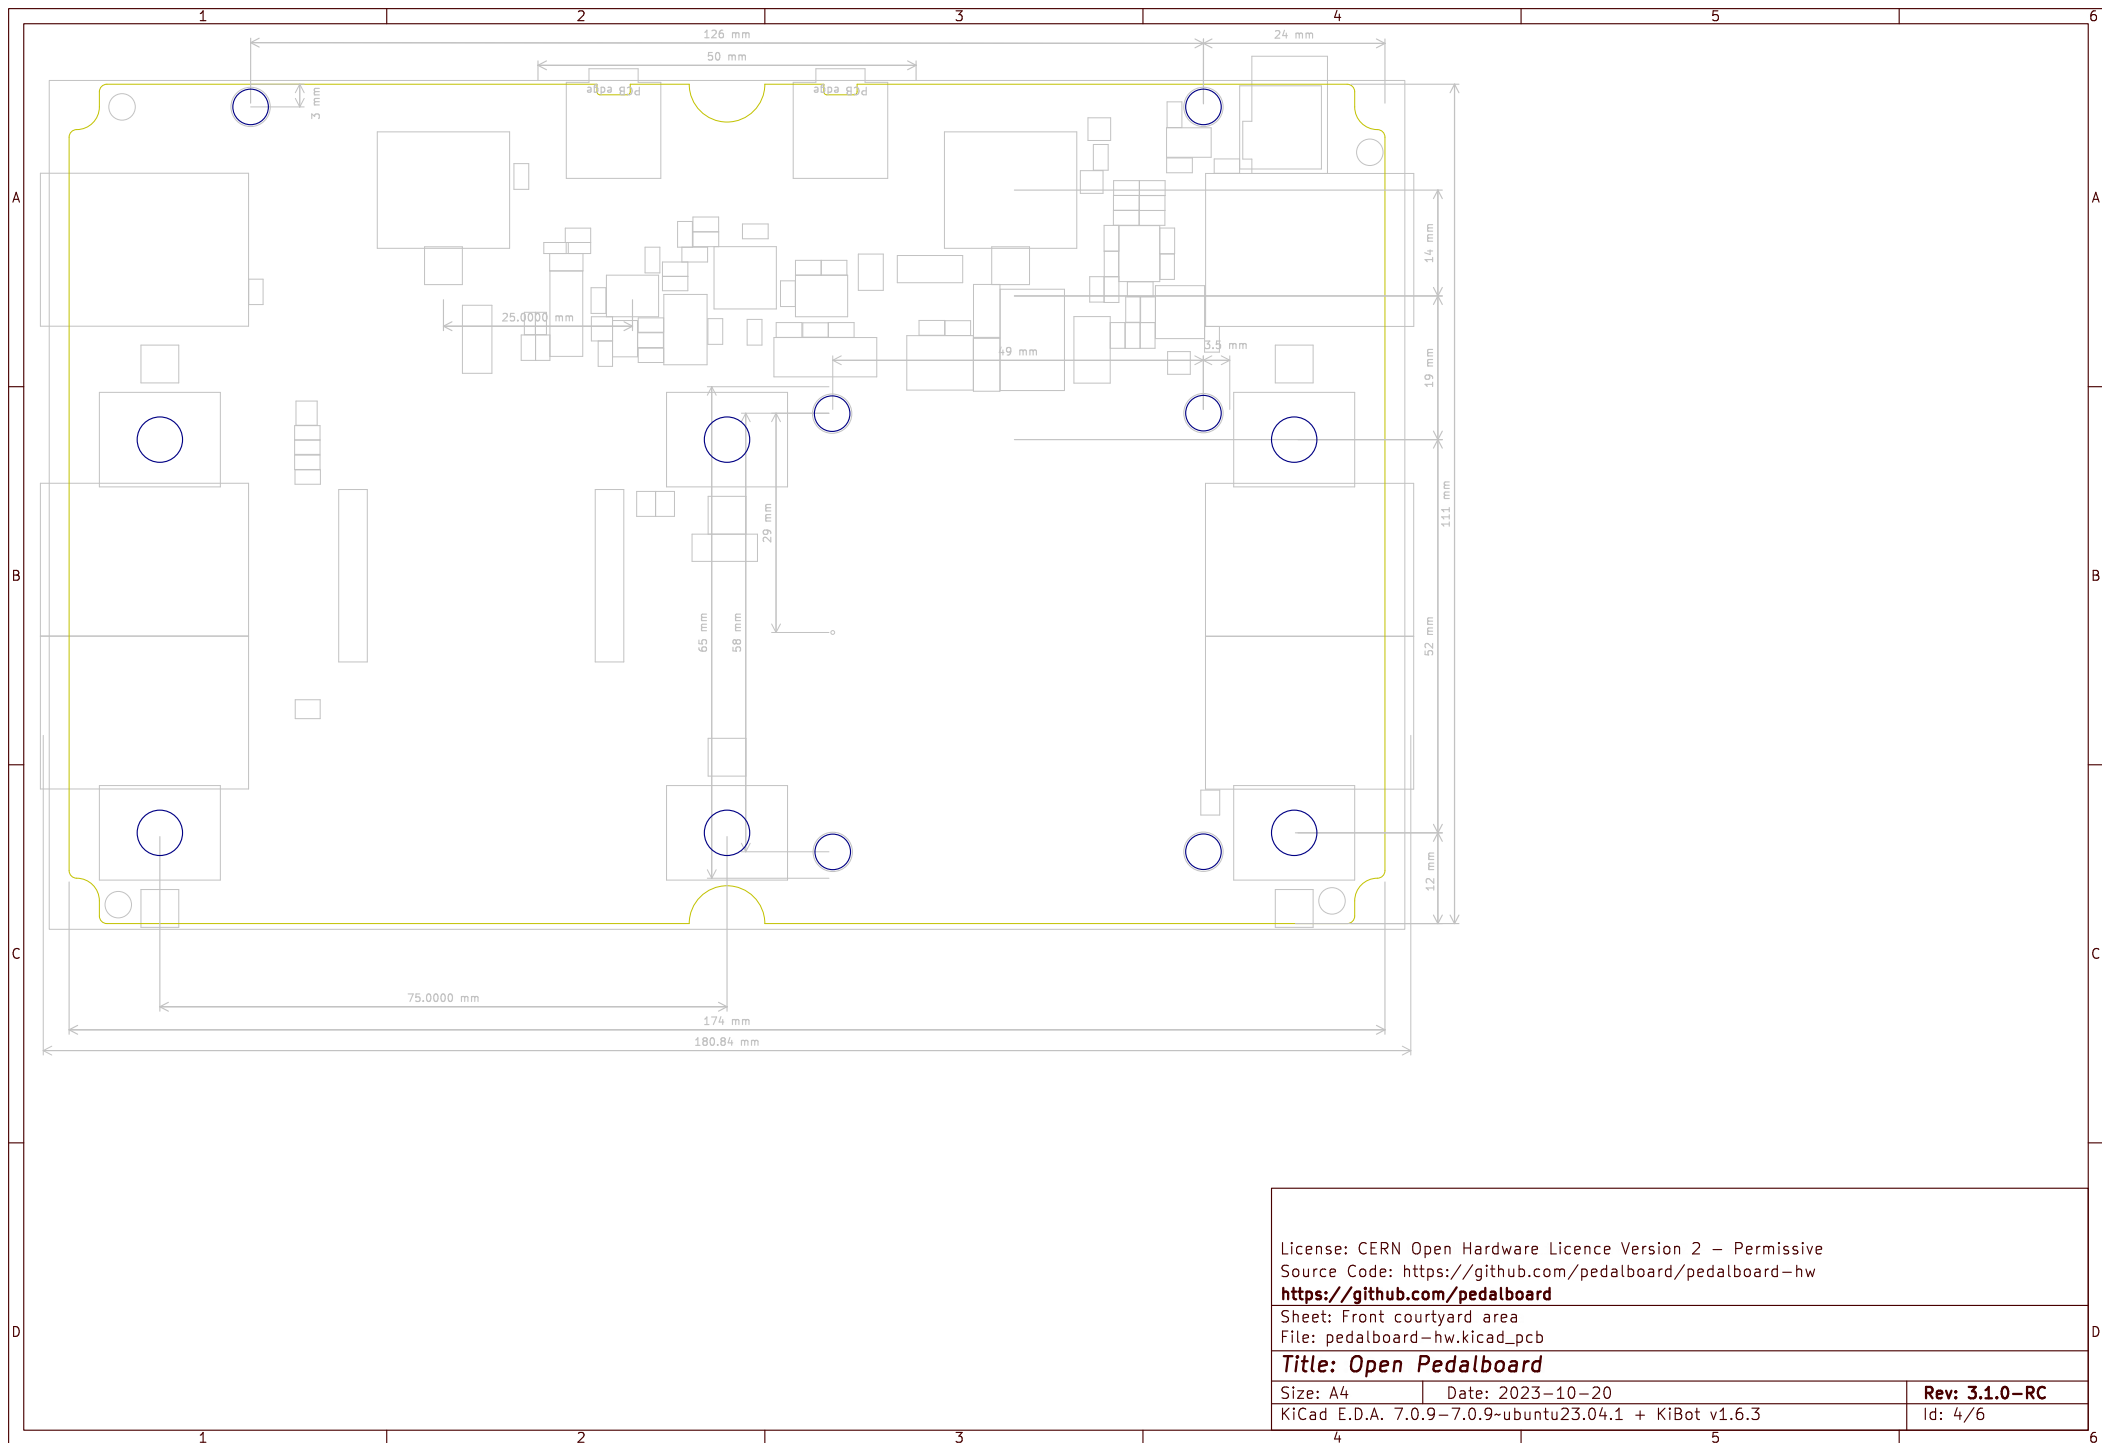 1 2 3 4 5 6
126 mm
24 mm
50 mm
PCB edge
PCB edge
3 mm
A
A
14 mm
25.0000 mm
49 mm
3.5 mm
19 mm
111 mm
29 mm
B
B
65 mm
58 mm
52 mm
12 mm
C
C
75.0000 mm
174 mm
180.84 mm
License: CERN Open Hardware Licence Version 2 - Permissive
Source Code: https://github.com/pedalboard/pedalboard-hw
https://github.com/pedalboard
Sheet: Front courtyard area
File: pedalboard-hw.kicad_pcb
D
D
Title: Open Pedalboard
Size: A4
Date: 2023-10-20
Rev: 3.1.0-RC
KiCad E.D.A. 7.0.9-7.0.9~ubuntu23.04.1 + KiBot v1.6.3
Id: 4/6
1 2 3 4 5 6